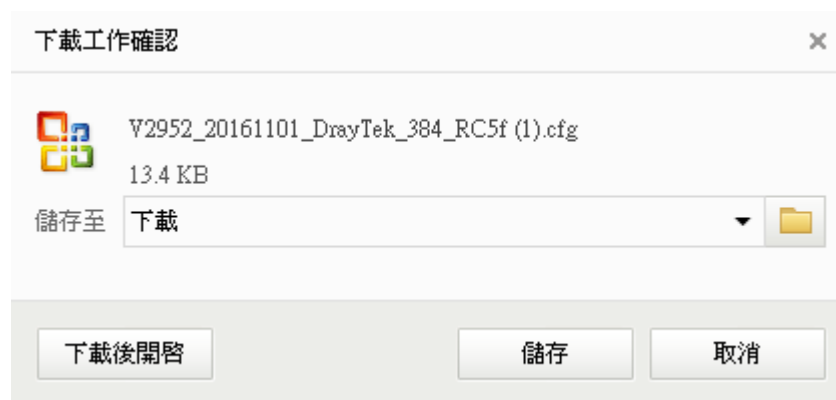 下載工作確認
V2952_20161101_DrayTek_384_RC5f (1).cfg
13.4 KB
儲存至 下載
下載後開啓 儲存 取消